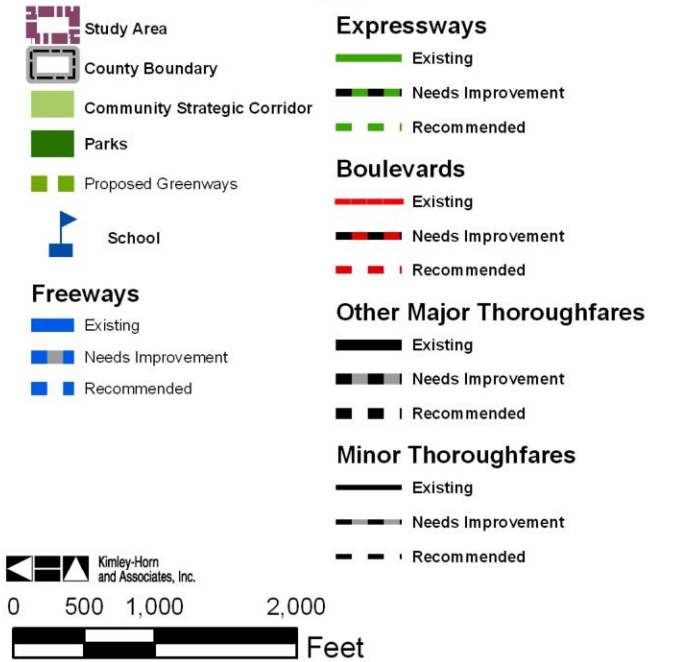 Study Area
County Boundary
Community Strategic Corridor
Parks
Proposed Greenways
School
Freeways
Existing
Needs Improvement
Recommended
Expressways
Existing
Needs Improvement
Recommended
Boulevards
Existing
Needs Improvement
Recommended
Other Major Thoroughfares
Existing
Needs Improvement
Recommended
Minor Thoroughfares
Existing
Needs Improvement
Recommended
Kimley-Horn
and Associates, Inc.
0 500 1,000 2,000
Feet